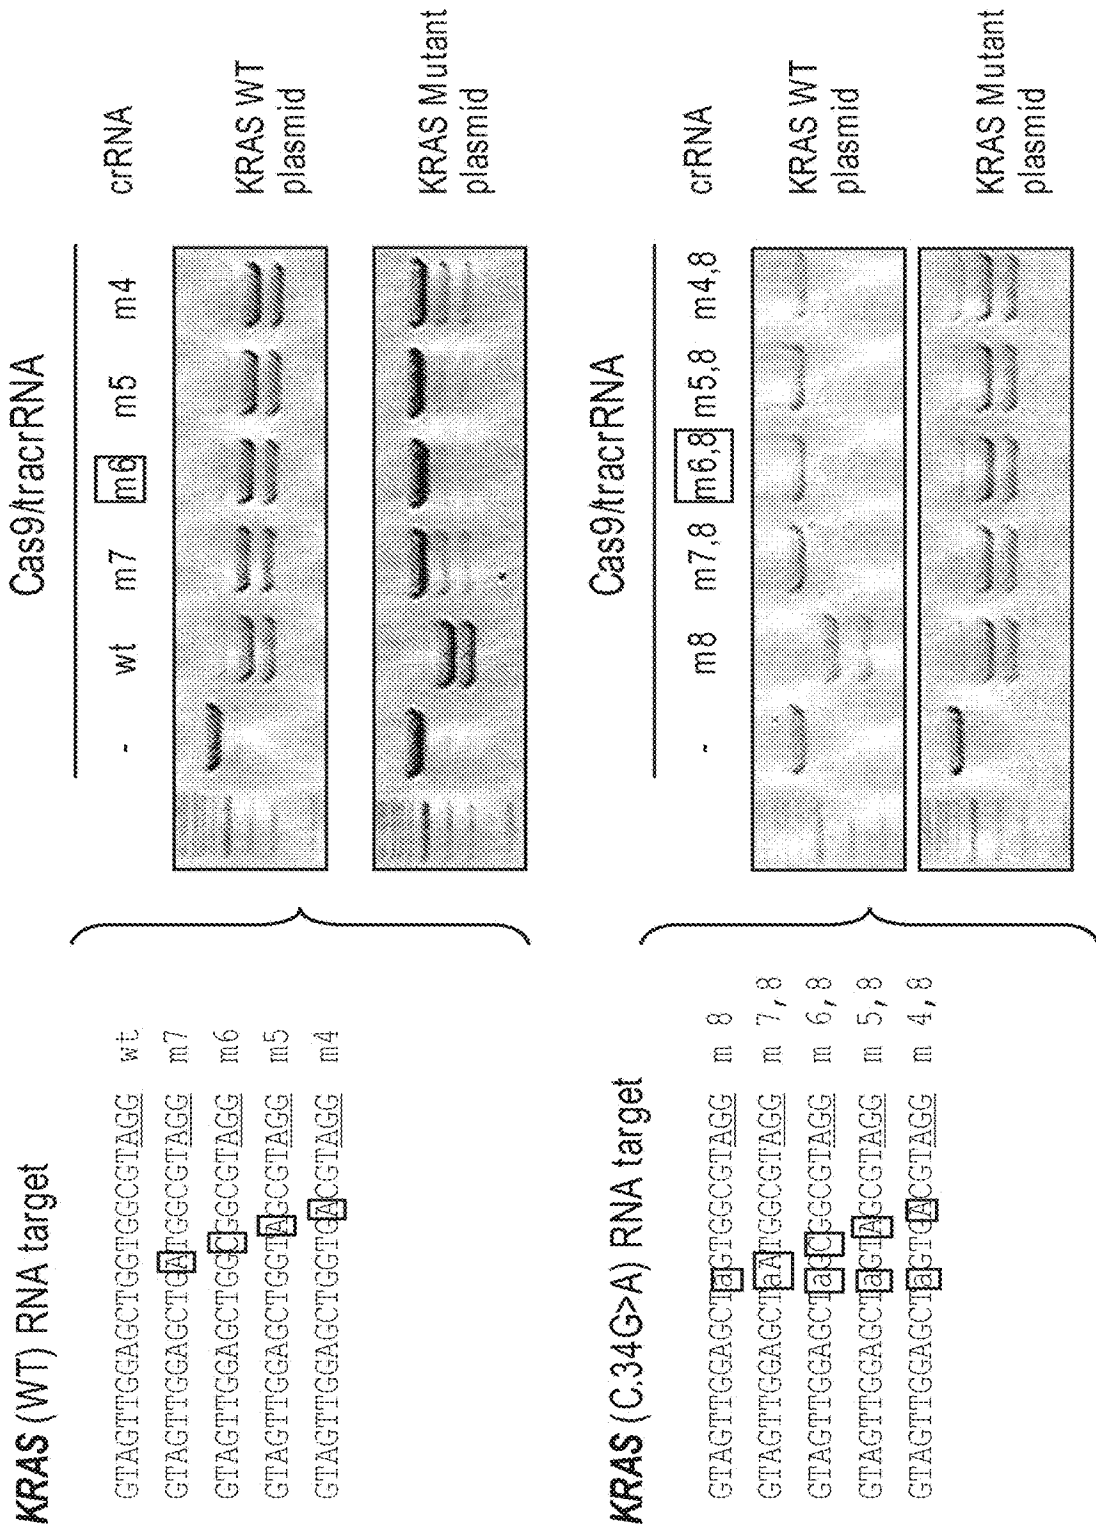 KRAS (WT) RNA target
GTAGTTGGAGCTGGTGGCGTAGG wt
GTAGTTGGAGCTGATGGCGTAGG m7
GTAGTTGGAGCTGGCGGCGTAGG m6
GTAGTTGGAGCTGGTAGCGTAGG m5
GTAGTTGGAGCTGGTGACGTAGG m4
Cas9/tracrRNA
- wt m7 m6 m5 m4 crRNA
KRAS WT
plasmid
KRAS Mutant
plasmid
KRAS (C.34G>A) RNA target
GTAGTTGGAGCTaGTGGCGTAGG m 8
GTAGTTGGAGCTaATGGCGTAGG m 7,8
GTAGTTGGAGCTaGCGGCGTAGG m 6,8
GTAGTTGGAGCTaGTAGCGTAGG m 5,8
GTAGTTGGAGCTaGTGACGTAGG m 4,8
Cas9/tracrRNA
- m8 m7,8 m6,8 m5,8 m4,8 crRNA
KRAS WT
plasmid
KRAS Mutant
plasmid